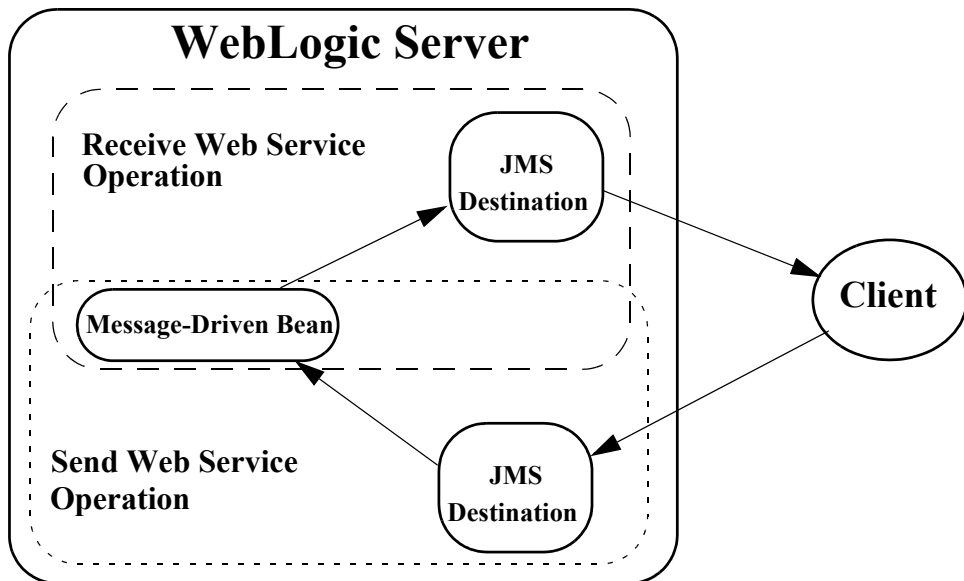 WebLogic Server
Receive Web Service
Operation
JMS
Destination
Client
Message-Driven Bean
Send Web Service
Operation
JMS
Destination